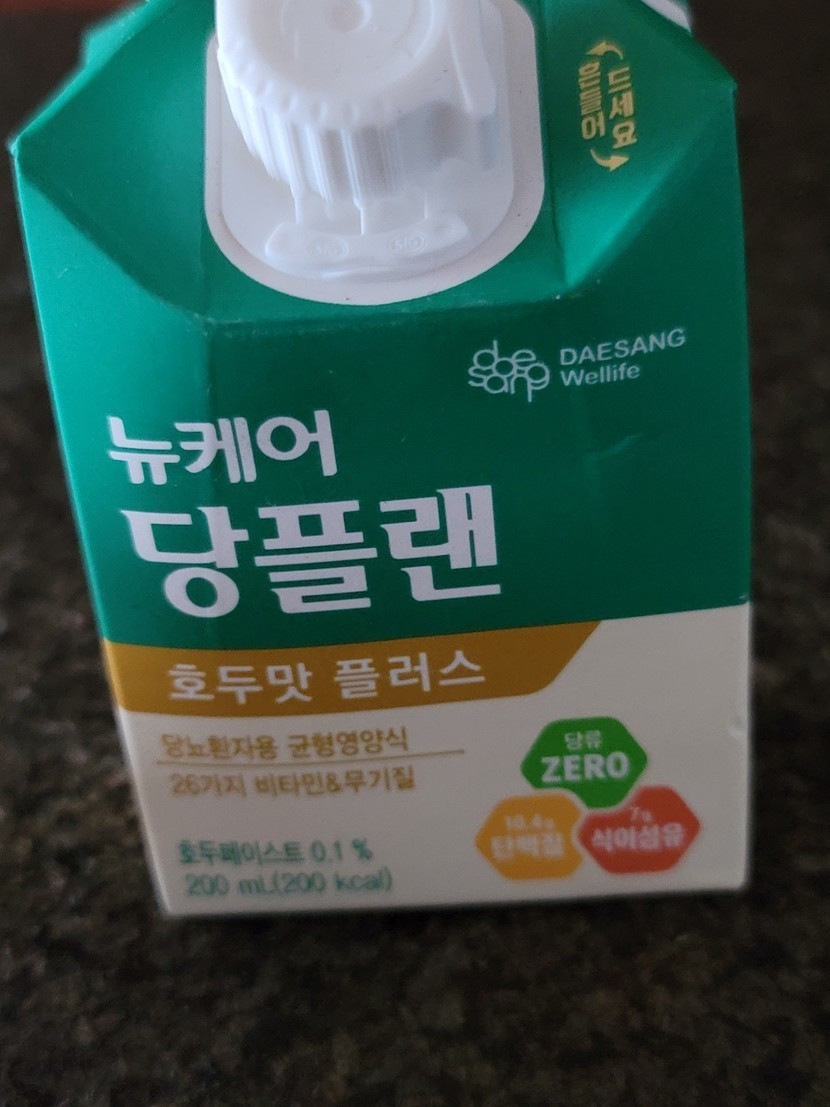 흔들어
드세요
DAESANG
Wellife
뉴케어
당플랜
호두맛 플러스
당뇨환자용 균형영양식
26가지 비타민&무기질
당류
ZERO
10.4g
단백질
7g
식이섬유
호두페이스트 0.1 %
200 mL(200 kcal)